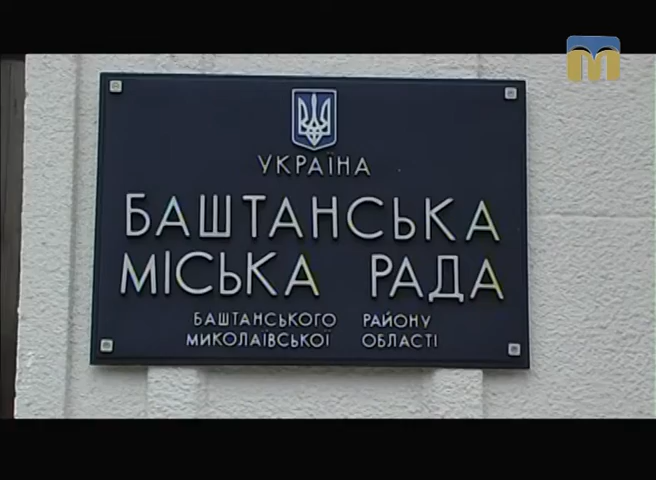 УКРАЇНА
БАШТАНСЬКА
МІСЬКА РАДА
БАШТАНСЬКОГО РАЙОНУ
МИКОЛАЇВСЬКОЇ ОБЛАСТІ